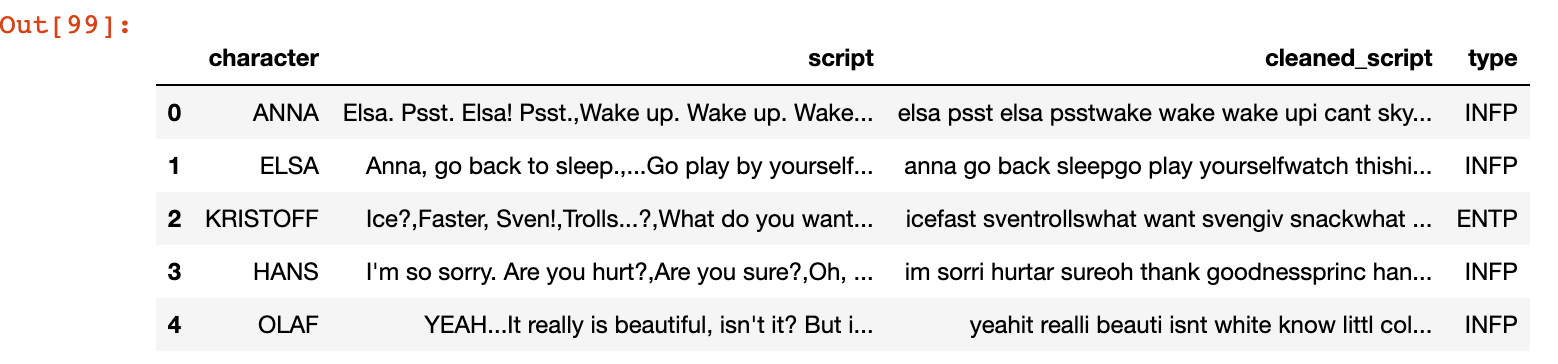 Out[99]:
character script cleaned_script type
0 ANNA Elsa. Psst. Elsa! Psst.,Wake up. Wake up. Wake... elsa psst elsa psstwake wake wake upi cant sky... INFP
1 ELSA Anna, go back to sleep.,...Go play by yourself... anna go back sleepgo play yourselfwatch thishi... INFP
2 KRISTOFF Ice?,Faster, Sven!,Trolls...?,What do you want... icefast sventrollswhat want svengiv snackwhat ... ENTP
3 HANS I'm so sorry. Are you hurt?,Are you sure?,Oh, ... im sorri hurtar sureoh thank goodnessprinc han... INFP
4 OLAF YEAH...It really is beautiful, isn't it? But i... yeahit realli beauti isnt white know littl col... INFP